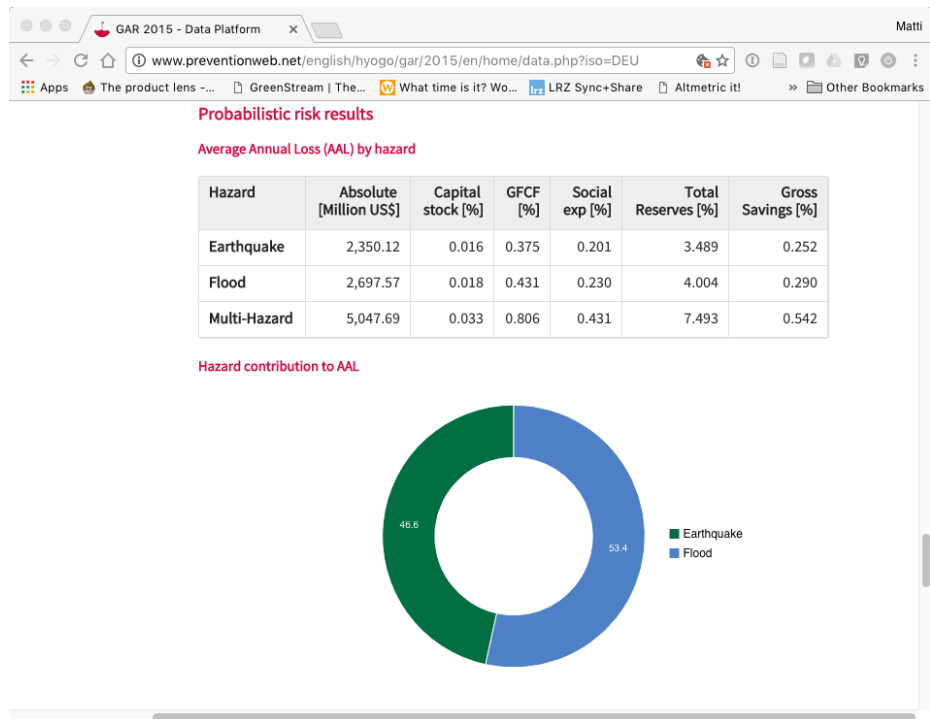 GAR 2015 - Data Platform
Matti
www.preventionweb.net/english/hyogo/gar/2015/en/home/data.php?iso=DEU
Apps The product lens -... GreenStream | The... W What time is it? Wo... lrz LRZ Sync+Share Altmetric it! » Other Bookmarks
Probabilistic risk results
Average Annual Loss (AAL) by hazard
Hazard Absolute [Million US$] Capital stock [%] GFCF [%] Social exp [%] Total Reserves [%] Gross Savings [%]
Earthquake 2,350.12 0.016 0.375 0.201 3.489 0.252
Flood 2,697.57 0.018 0.431 0.230 4.004 0.290
Multi-Hazard 5,047.69 0.033 0.806 0.431 7.493 0.542
Hazard contribution to AAL
46.6
53.4
Earthquake
Flood